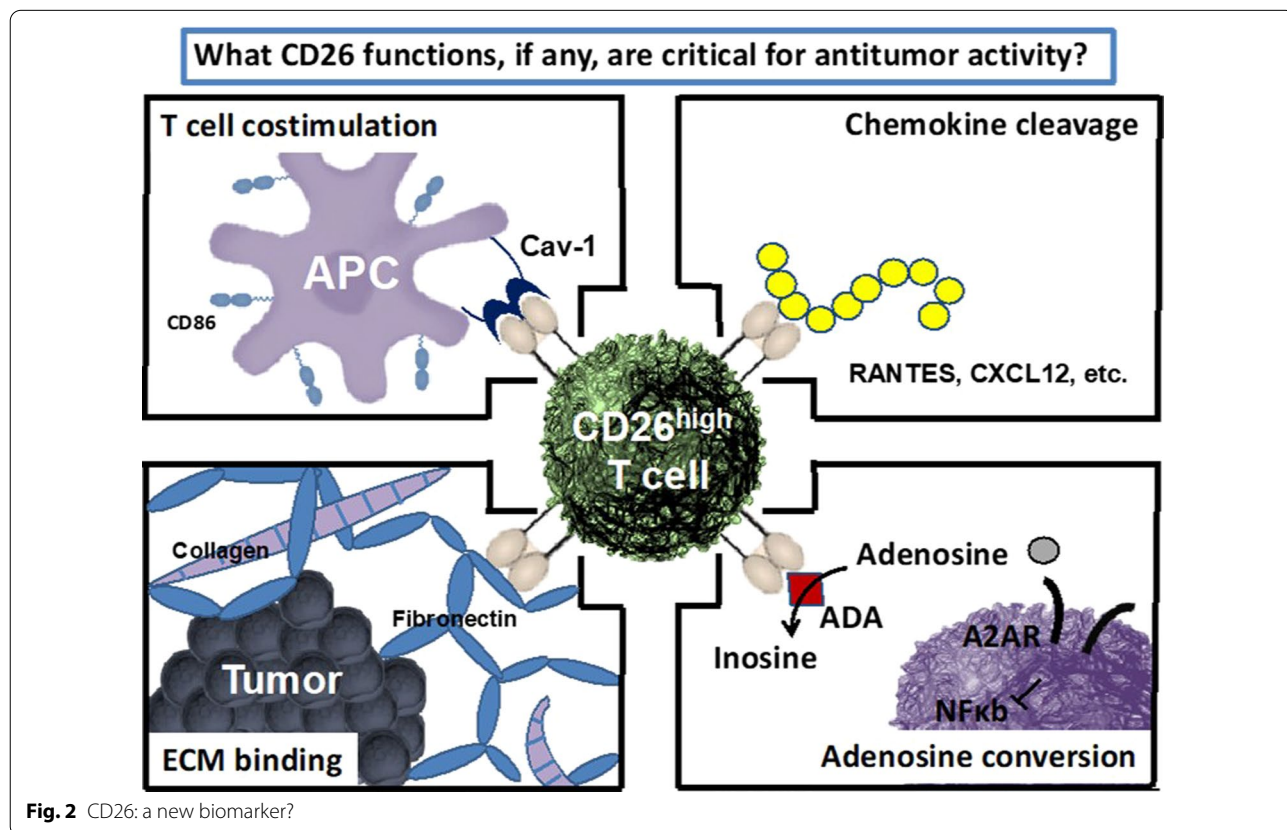 What CD26 functions, if any, are critical for antitumor activity?
T cell costimulation
Cav-1
APC
CD86
Chemokine cleavage
RANTES, CXCL12, etc.
CD26high
T cell
Collagen
Fibronectin
Tumor
ECM binding
Adenosine
ADA
Inosine
A2AR
NFκb
Adenosine conversion
Fig. 2 CD26: a new biomarker?